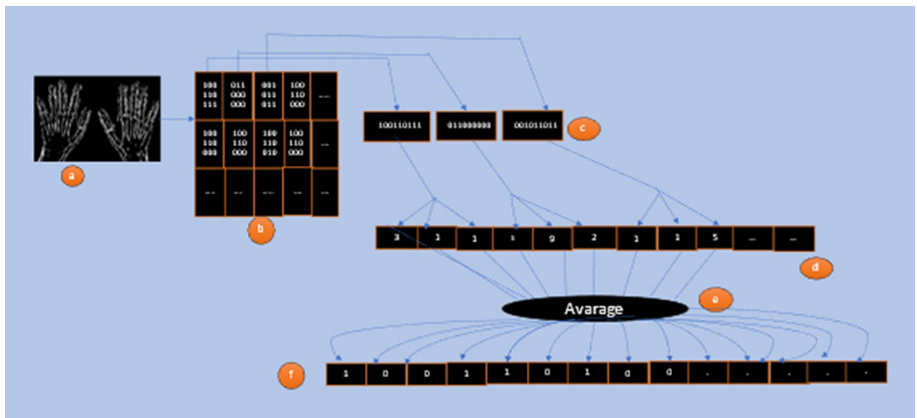 100 011 001 100
110 000 011 110 ....
111 000 011 000
100 100 100 100
110 110 110 110 ...
000 000 010 000
100110111 011000000 001011011 c
a
b
3 1 1 9 2 1 1 5 ... ...
d
e
Avarage
f 1 0 0 1 1 0 1 0 0 . . . . .